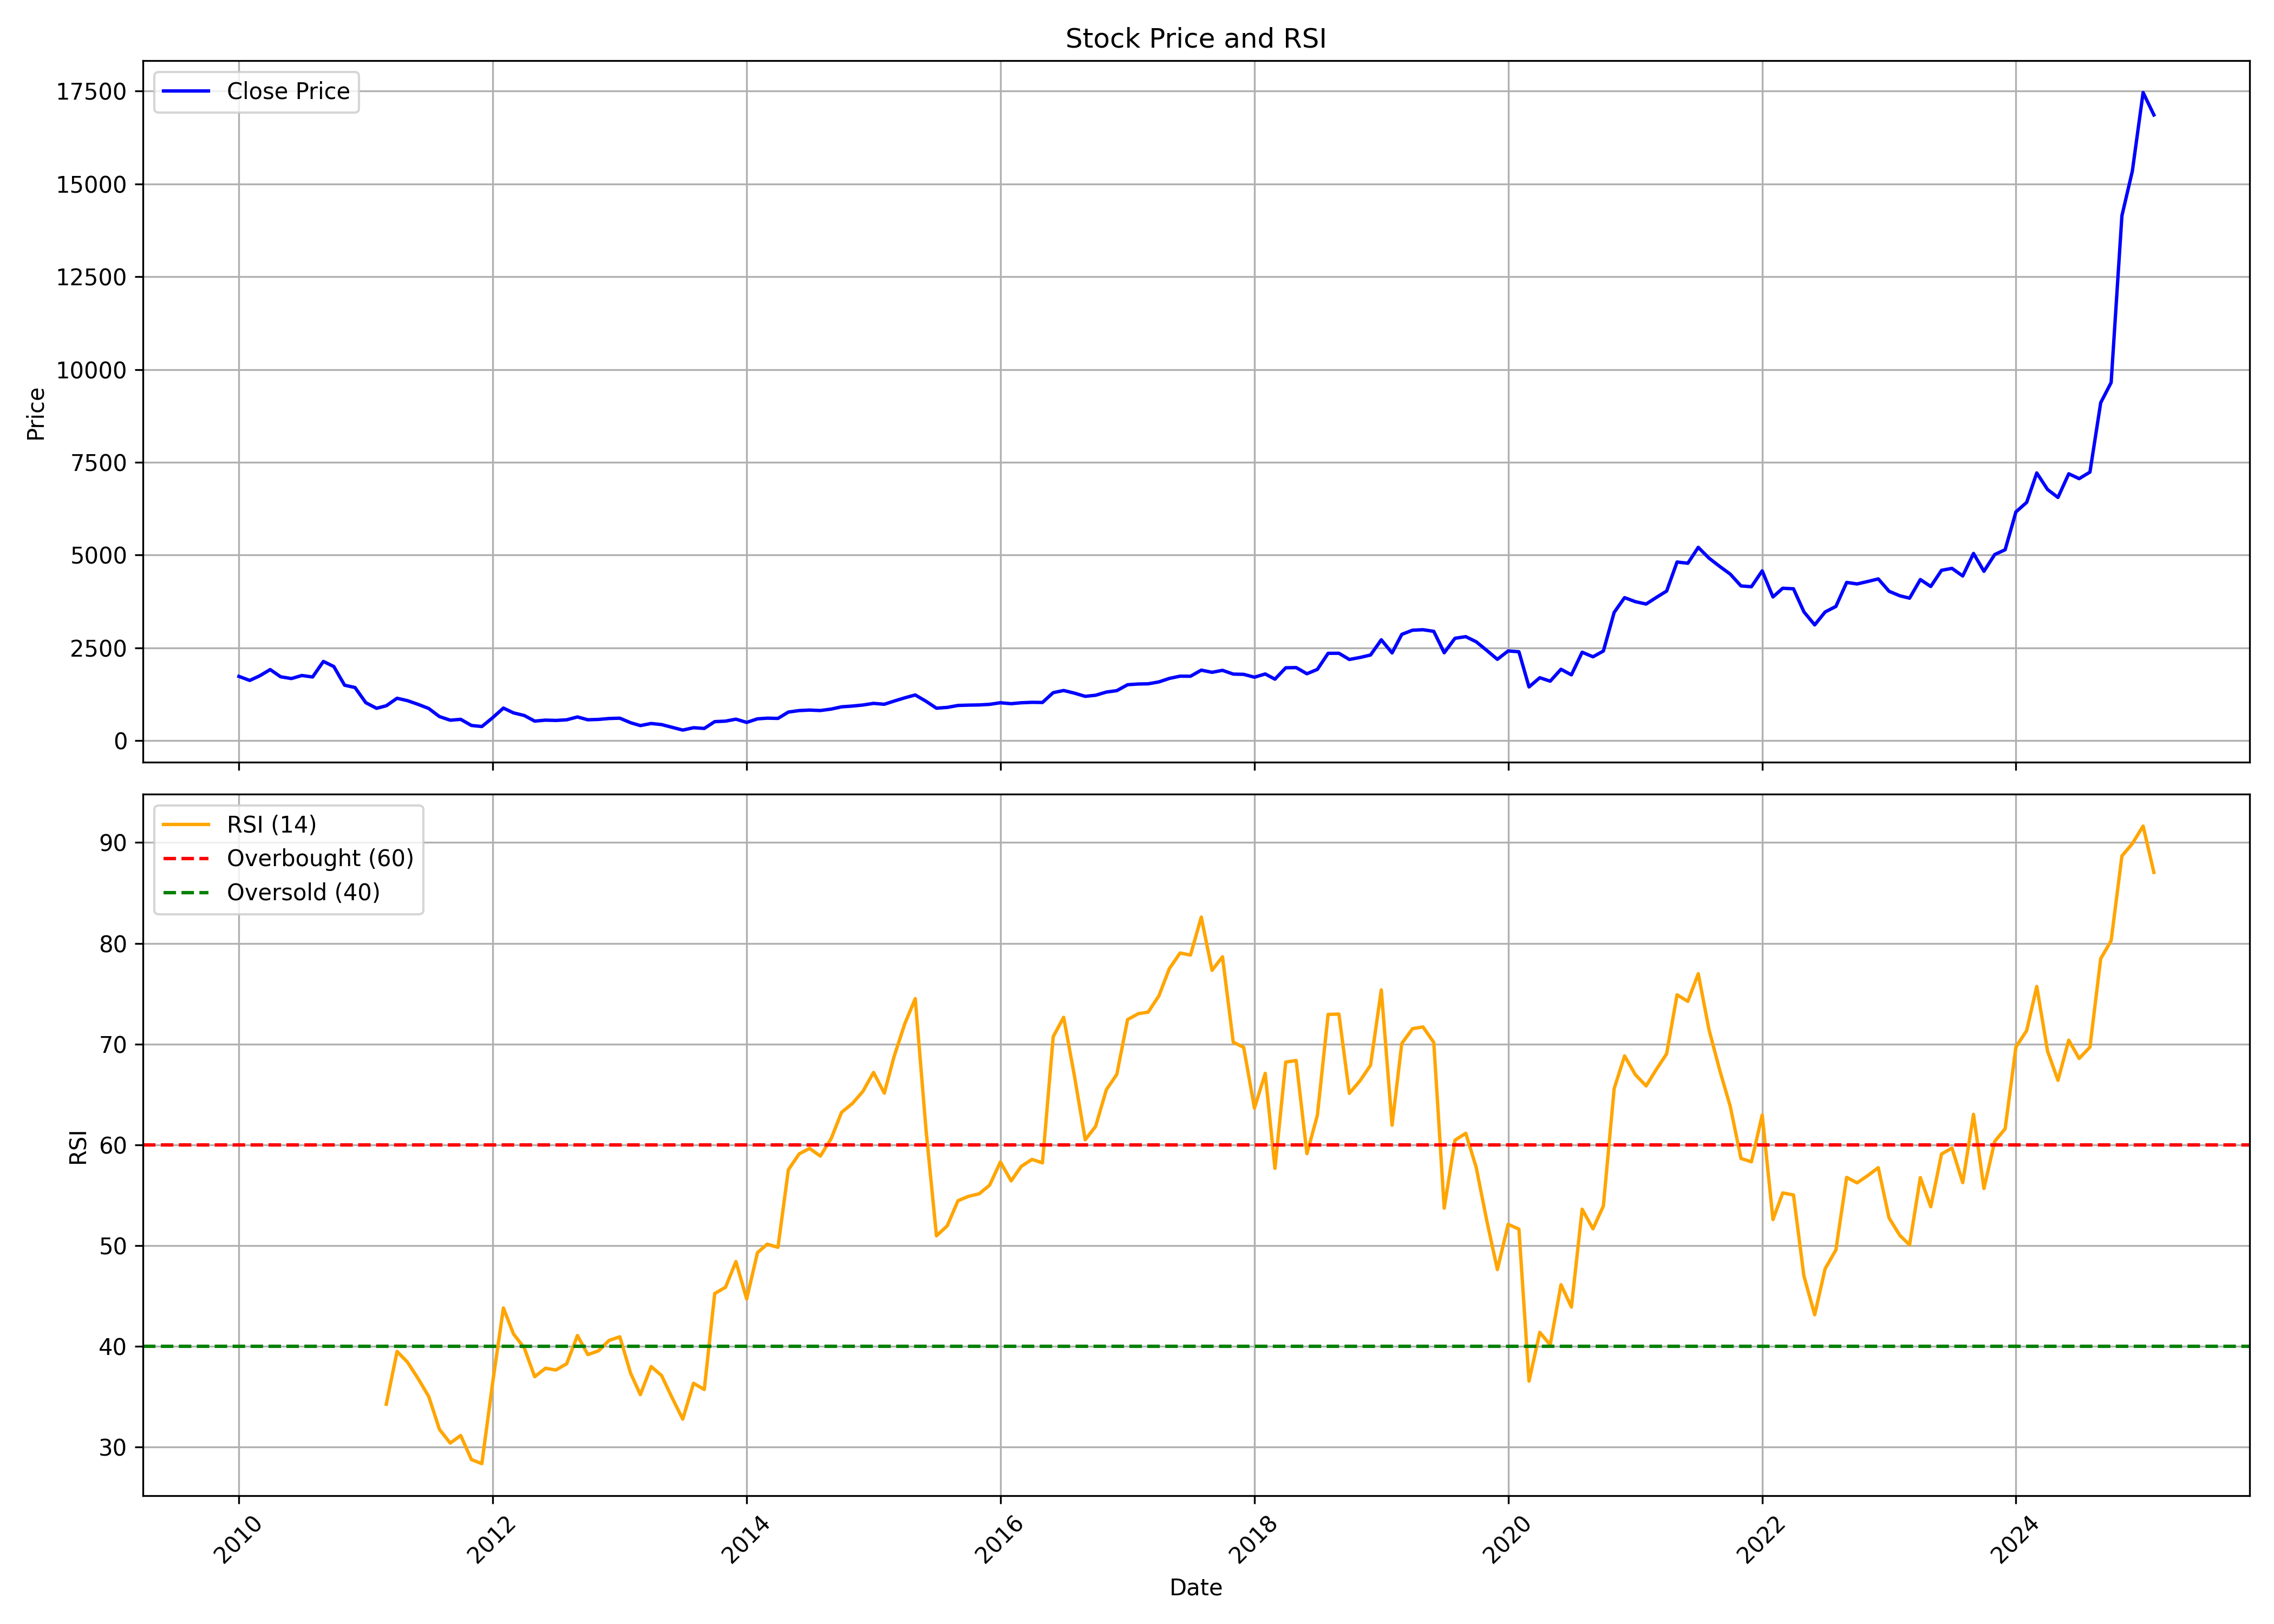 Stock Price and RSI
Close Price
17500
15000
12500
10000
7500
5000
2500
0
Price
RSI (14)
Overbought (60)
Oversold (40)
90
80
70
60
50
40
30
RSI
2010
2012
2014
2016
2018
2020
2022
2024
Date